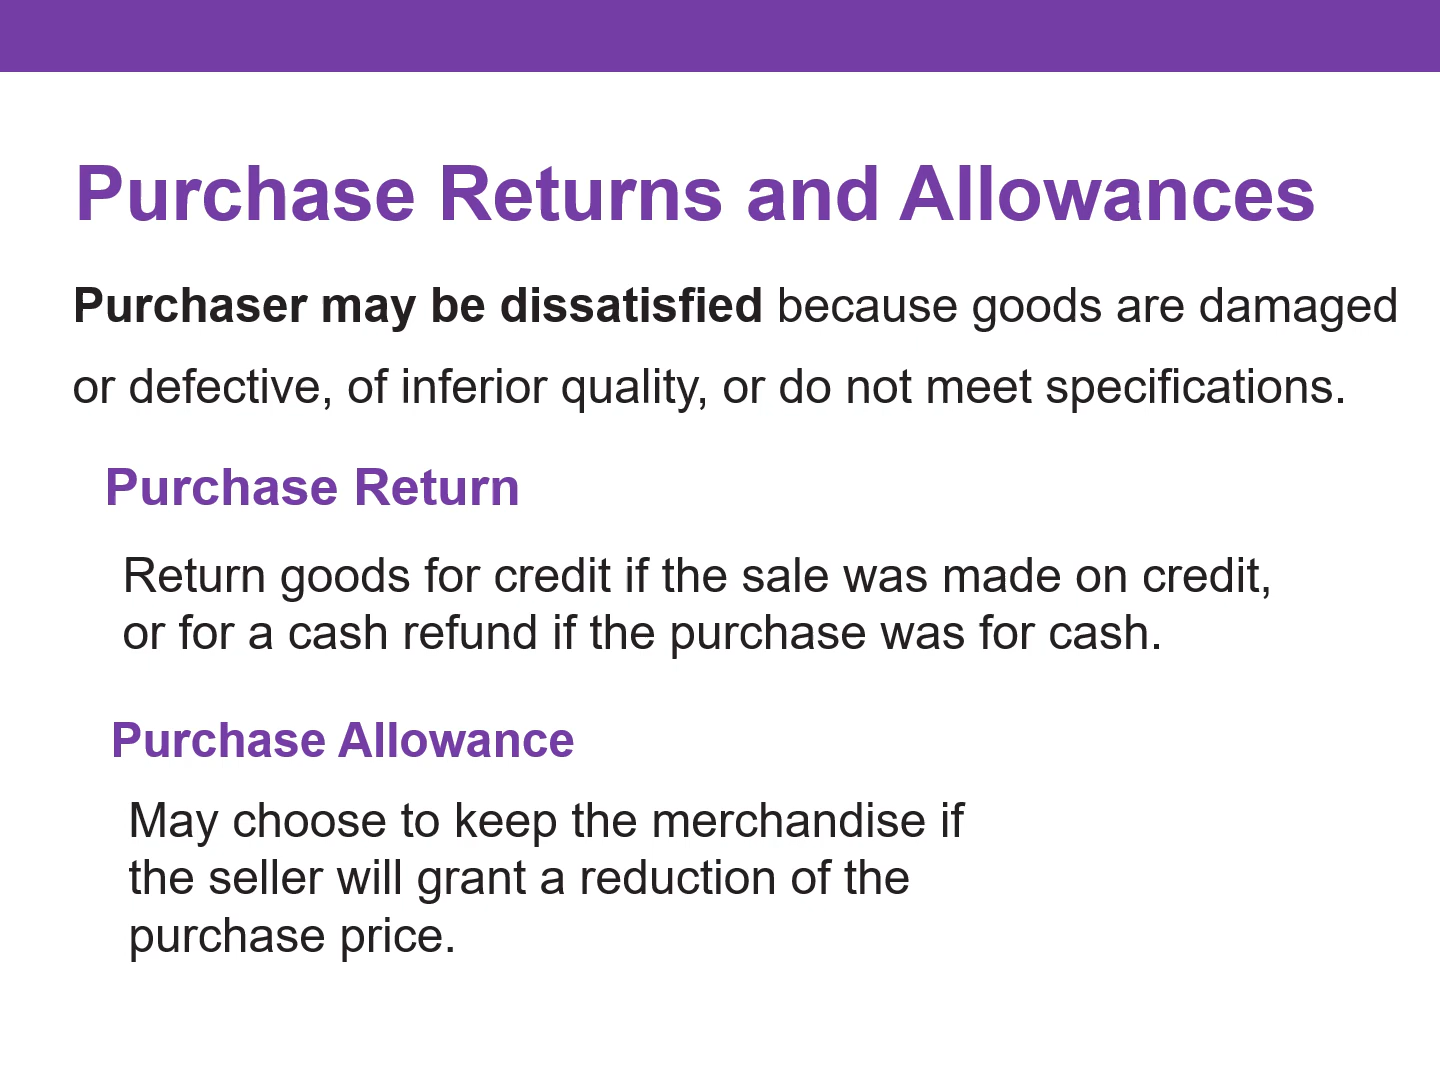 Purchase Returns and Allowances
Purchaser may be dissatisfied because goods are damaged
or defective, of inferior quality, or do not meet specifications.
Purchase Return
Return goods for credit if the sale was made on credit,
or for a cash refund if the purchase was for cash.
Purchase Allowance
May choose to keep the merchandise if
the seller will grant a reduction of the
purchase price.